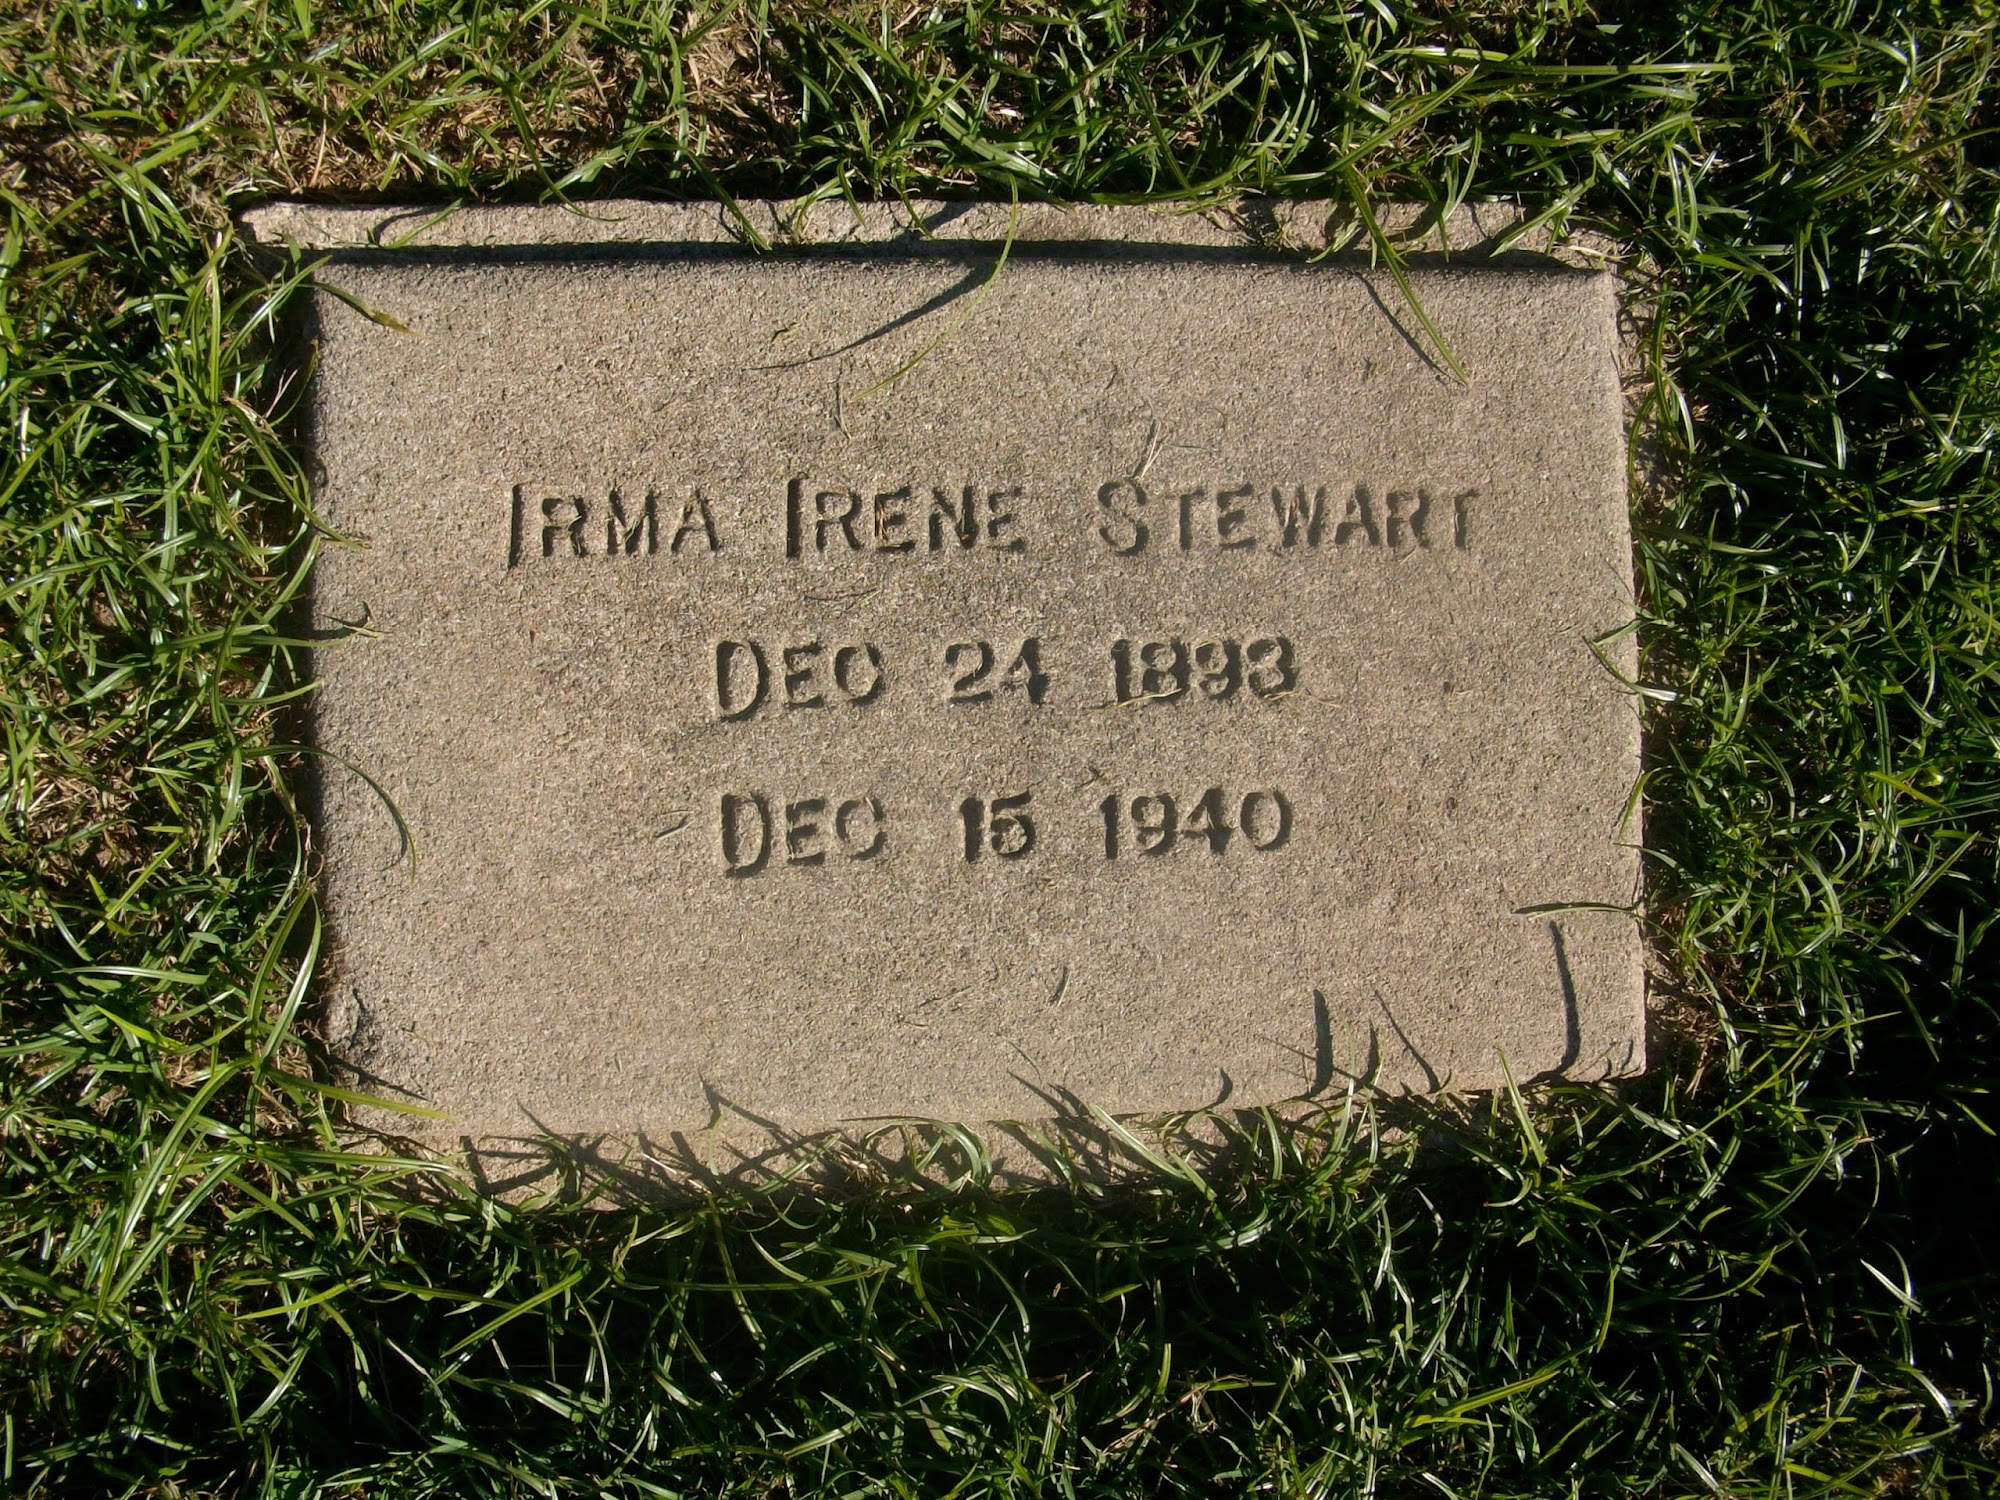 IRMA IRENE STEWART
DEC 24 1893
DEC 15 1940